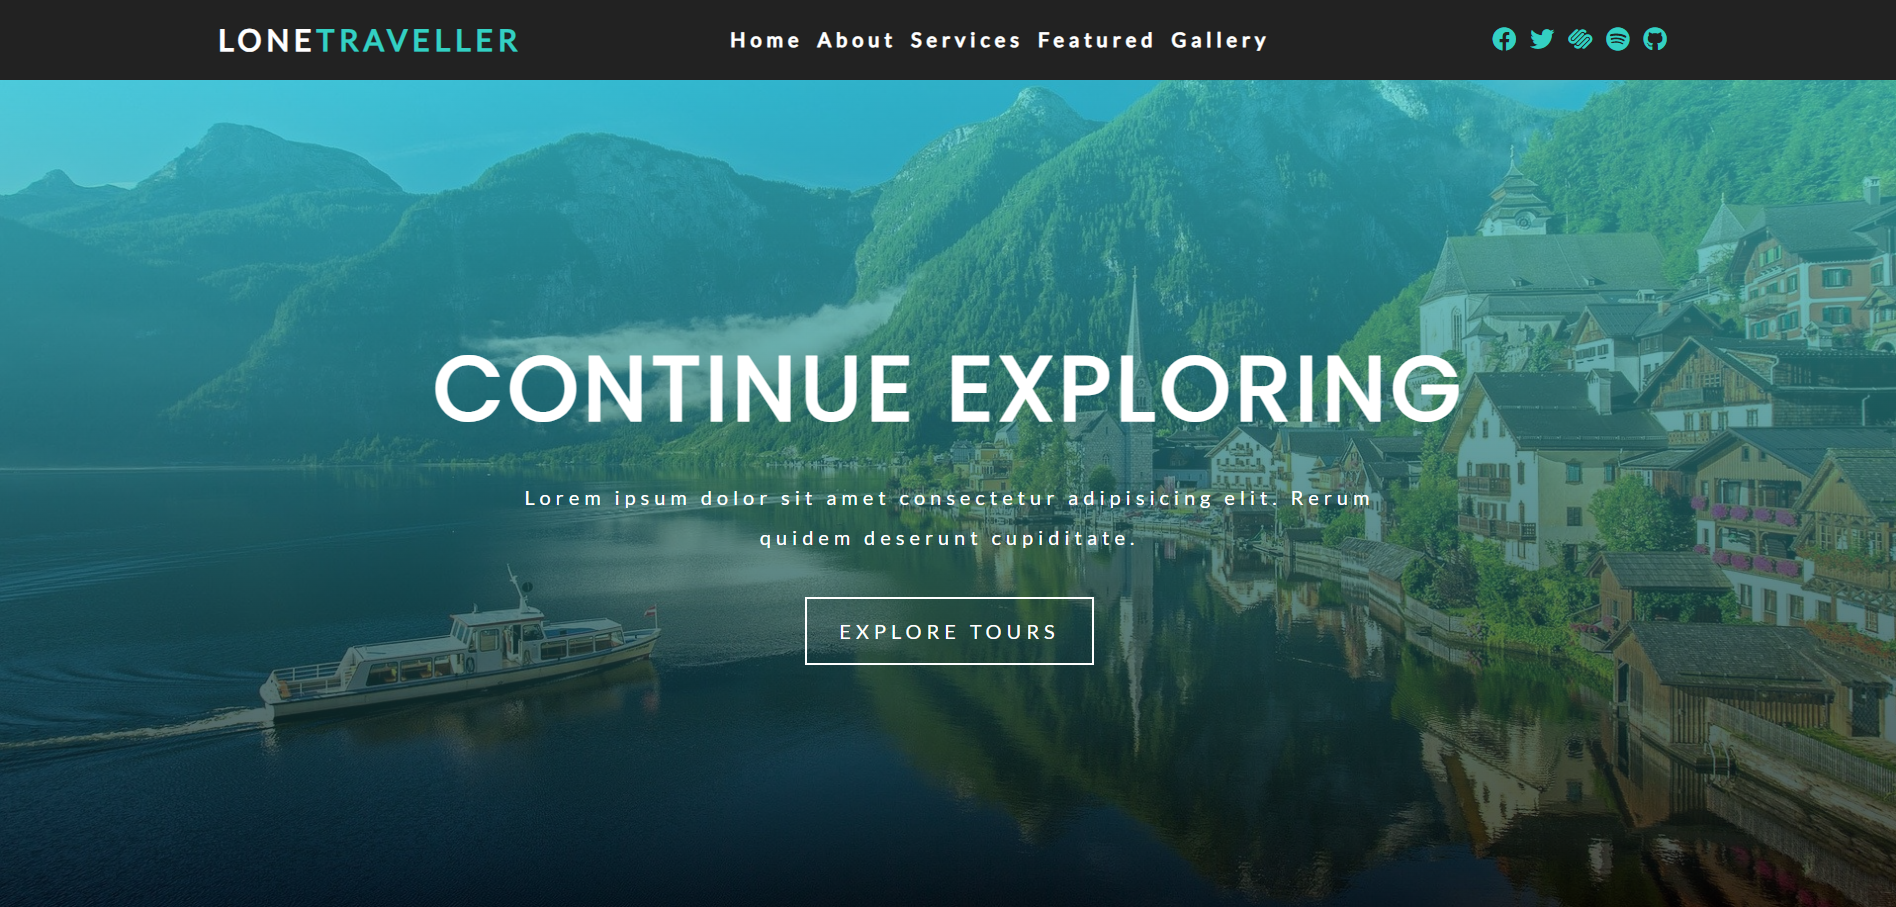 LONETRAVELLER
Home About Services Featured Gallery
CONTINUE EXPLORING
Lorem ipsum dolor sit amet consectetur adipisicing elit. Rerum
quidem deserunt cupiditate.
EXPLORE TOURS